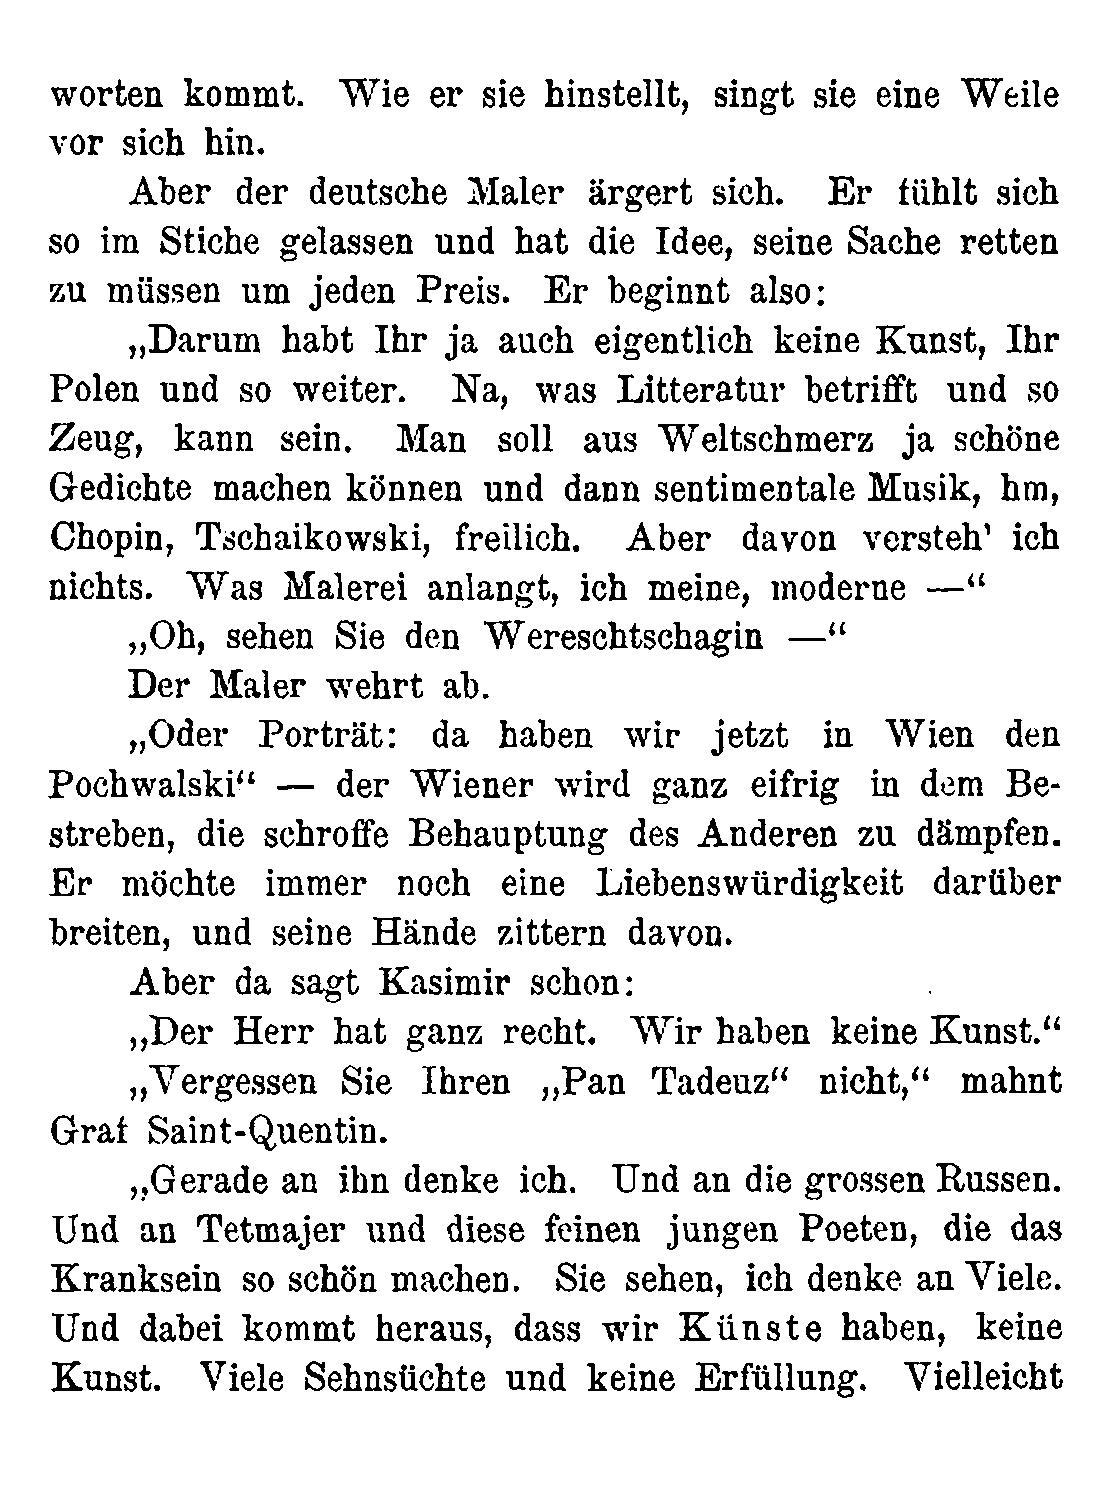 worten kommt. Wie er sie hinstellt, singt sie eine Weile
vor sich hin.
Aber der deutsche Maler ärgert sich. Er fühlt sich
so im Stiche gelassen und hat die Idee, seine Sache retten
zu müssen um jeden Preis. Er beginnt also:
„Darum habt Ihr ja auch eigentlich keine Kunst, Ihr
Polen und so weiter. Na, was Litteratur betrifft und so
Zeug, kann sein. Man soll aus Weltschmerz ja schöne
Gedichte machen können und dann sentimentale Musik, hm,
Chopin, Tschaikowski, freilich. Aber davon versteh' ich
nichts. Was Malerei anlangt, ich meine, moderne —“
„Oh, sehen Sie den Wereschtschagin —“
Der Maler wehrt ab.
„Oder Porträt: da haben wir jetzt in Wien den
Pochwalski“ — der Wiener wird ganz eifrig in dem Be-
streben, die schroffe Behauptung des Anderen zu dämpfen.
Er möchte immer noch eine Liebenswürdigkeit darüber
breiten, und seine Hände zittern davon.
Aber da sagt Kasimir schon:
„Der Herr hat ganz recht. Wir haben keine Kunst.“
„Vergessen Sie Ihren „Pan Tadeuz“ nicht,“ mahnt
Graf Saint-Quentin.
„Gerade an ihn denke ich. Und an die grossen Russen.
Und an Tetmajer und diese feinen jungen Poeten, die das
Kranksein so schön machen. Sie sehen, ich denke an Viele.
Und dabei kommt heraus, dass wir Künste haben, keine
Kunst. Viele Sehnsüchte und keine Erfüllung. Vielleicht